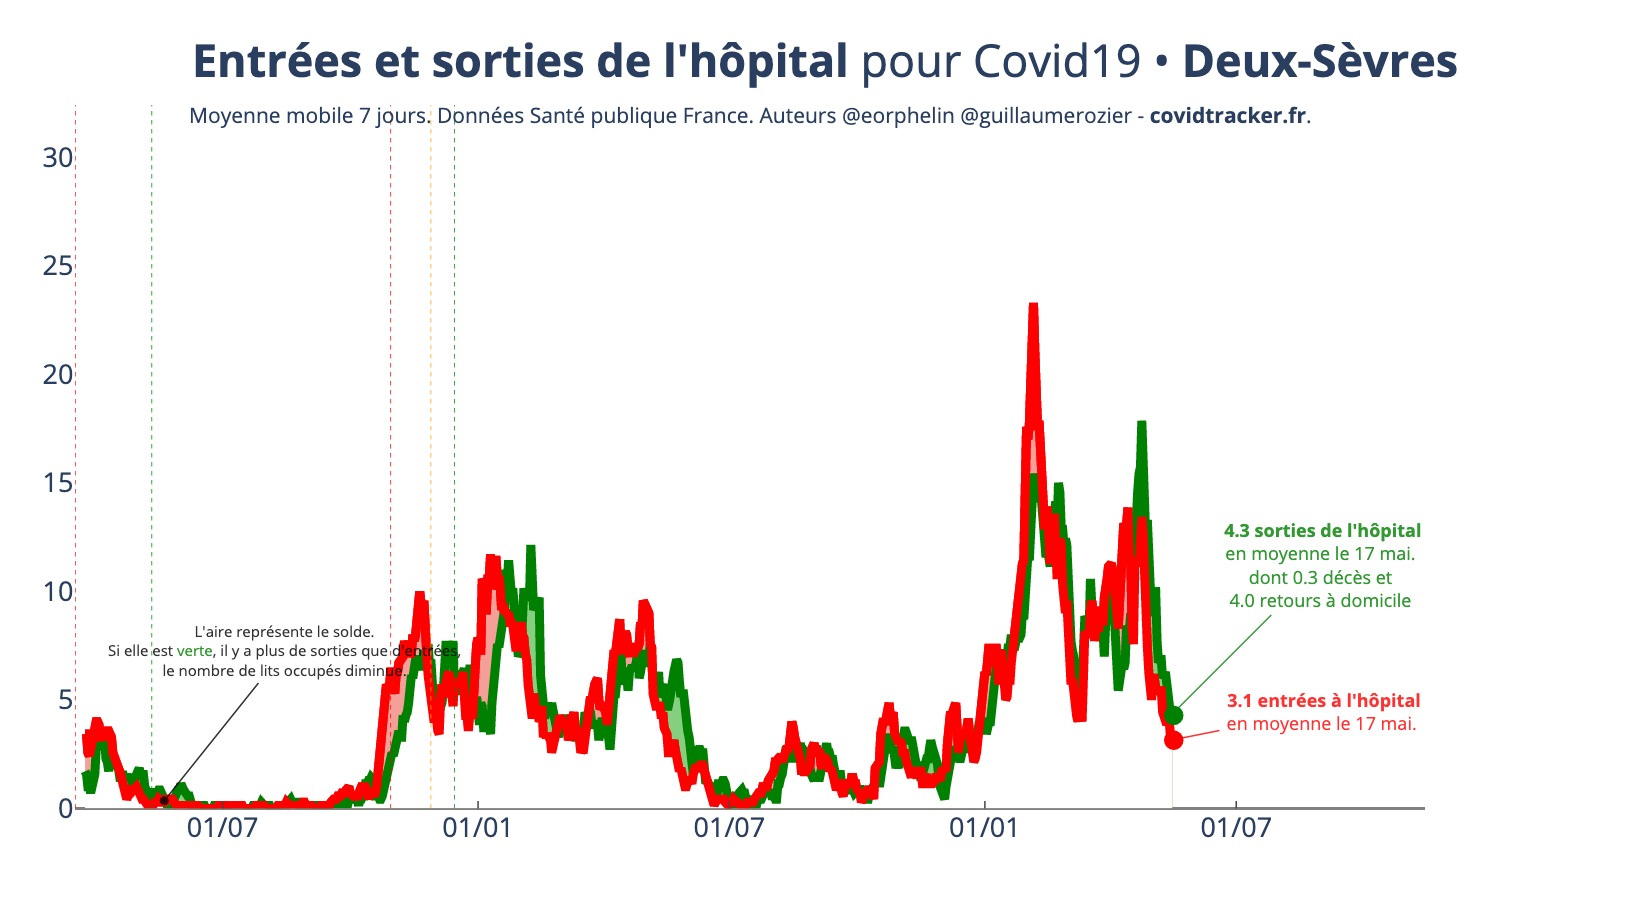 Entrées et sorties de l'hôpital pour Covid19 • Deux-Sèvres
Moyenne mobile 7 jours. Données Santé publique France. Auteurs @eorphelin @guillaumerozier - covidtracker.fr.
30
25
20
15
10
5
0
L'aire représente le solde.
Si elle est verte, il y a plus de sorties que d'entrées,
le nombre de lits occupés diminue..
4.3 sorties de l'hôpital
en moyenne le 17 mai.
dont 0.3 décès et
4.0 retours à domicile
3.1 entrées à l'hôpital
en moyenne le 17 mai.
01/07
01/01
01/07
01/01
01/07